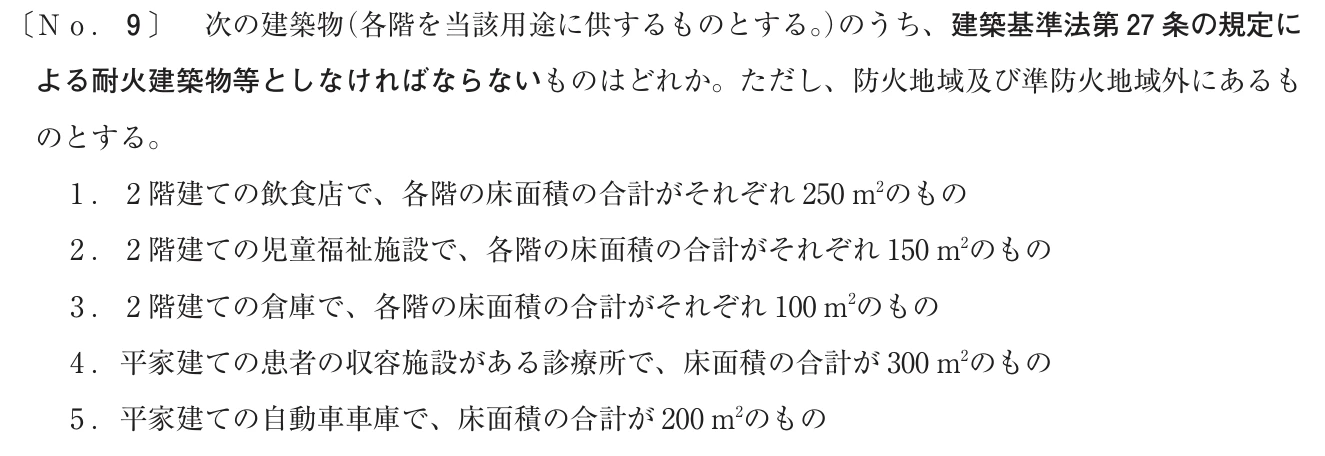 〔Ｎｏ．９〕　次の建築物(各階を当該用途に供するものとする。)のうち、建築基準法第27条の規定に
よる耐火建築物等としなければならないものはどれか。ただし、防火地域及び準防火地域外にあるも
のとする。
１．２階建ての飲食店で、各階の床面積の合計がそれぞれ250 m²のもの
２．２階建ての児童福祉施設で、各階の床面積の合計がそれぞれ150 m²のもの
３．２階建ての倉庫で、各階の床面積の合計がそれぞれ100 m²のもの
４．平家建ての患者の収容施設がある診療所で、床面積の合計が300 m²のもの
５．平家建ての自動車車庫で、床面積の合計が200 m²のもの